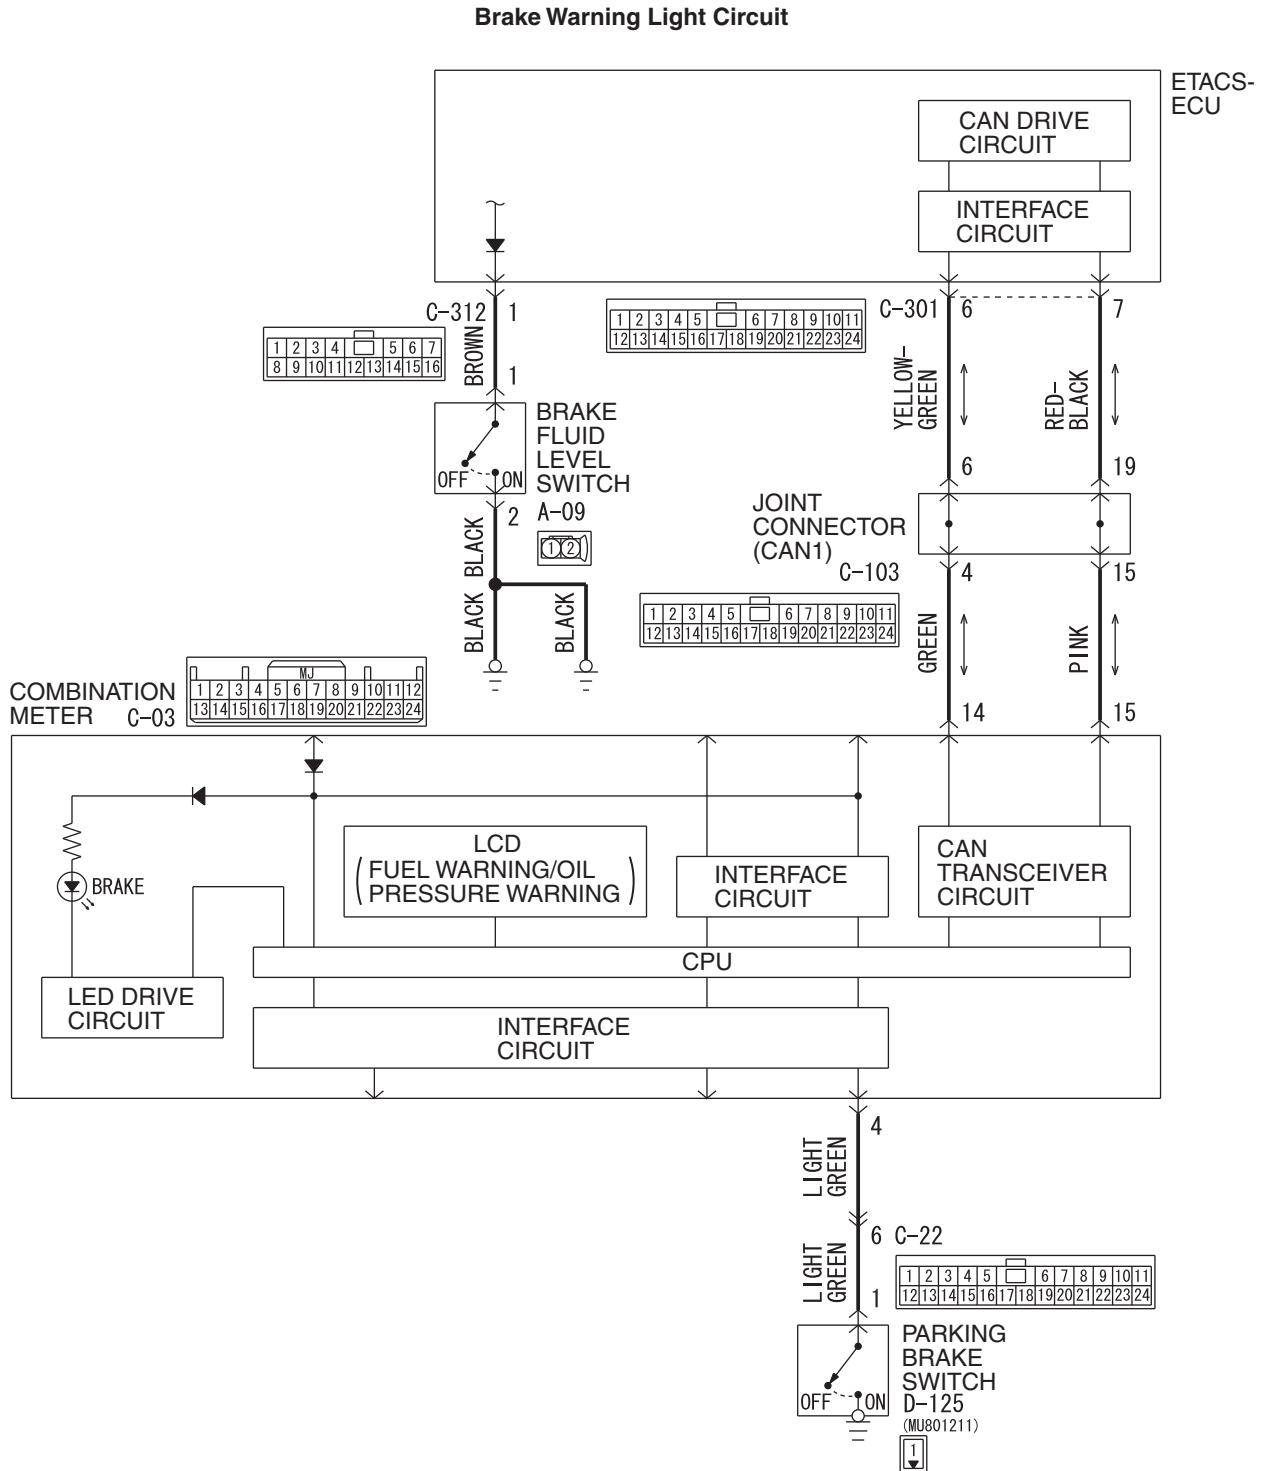 Brake Warning Light Circuit
ETACS-
ECU
CAN DRIVE
CIRCUIT
INTERFACE
CIRCUIT
C-312 1
1 2 3 4 5 6 7
8 9 10 11 12 13 14 15 16
BROWN
1
1 2 3 4 5 6 7 8 9 10 11
12 13 14 15 16 17 18 19 20 21 22 23 24
C-301 6
7
YELLOW-
GREEN
RED-
BLACK
BRAKE
FLUID
LEVEL
SWITCH
OFF ON
2 A-09
1 2
6
19
JOINT
CONNECTOR
(CAN1)
C-103
1 2 3 4 5 6 7 8 9 10 11
12 13 14 15 16 17 18 19 20 21 22 23 24
4
15
BLACK
BLACK
BLACK
GREEN
PINK
14
15
COMBINATION
METER C-03
MJ
1 2 3 4 5 6 7 8 9 10 11 12
13 14 15 16 17 18 19 20 21 22 23 24
BRAKE
LCD
(FUEL WARNING/OIL
PRESSURE WARNING)
INTERFACE
CIRCUIT
CAN
TRANSCEIVER
CIRCUIT
CPU
LED DRIVE
CIRCUIT
INTERFACE
CIRCUIT
4
LIGHT
GREEN
6 C-22
1 2 3 4 5 6 7 8 9 10 11
12 13 14 15 16 17 18 19 20 21 22 23 24
LIGHT
GREEN
1
PARKING
BRAKE
SWITCH
D-125
(MU801211)
OFF ON
1